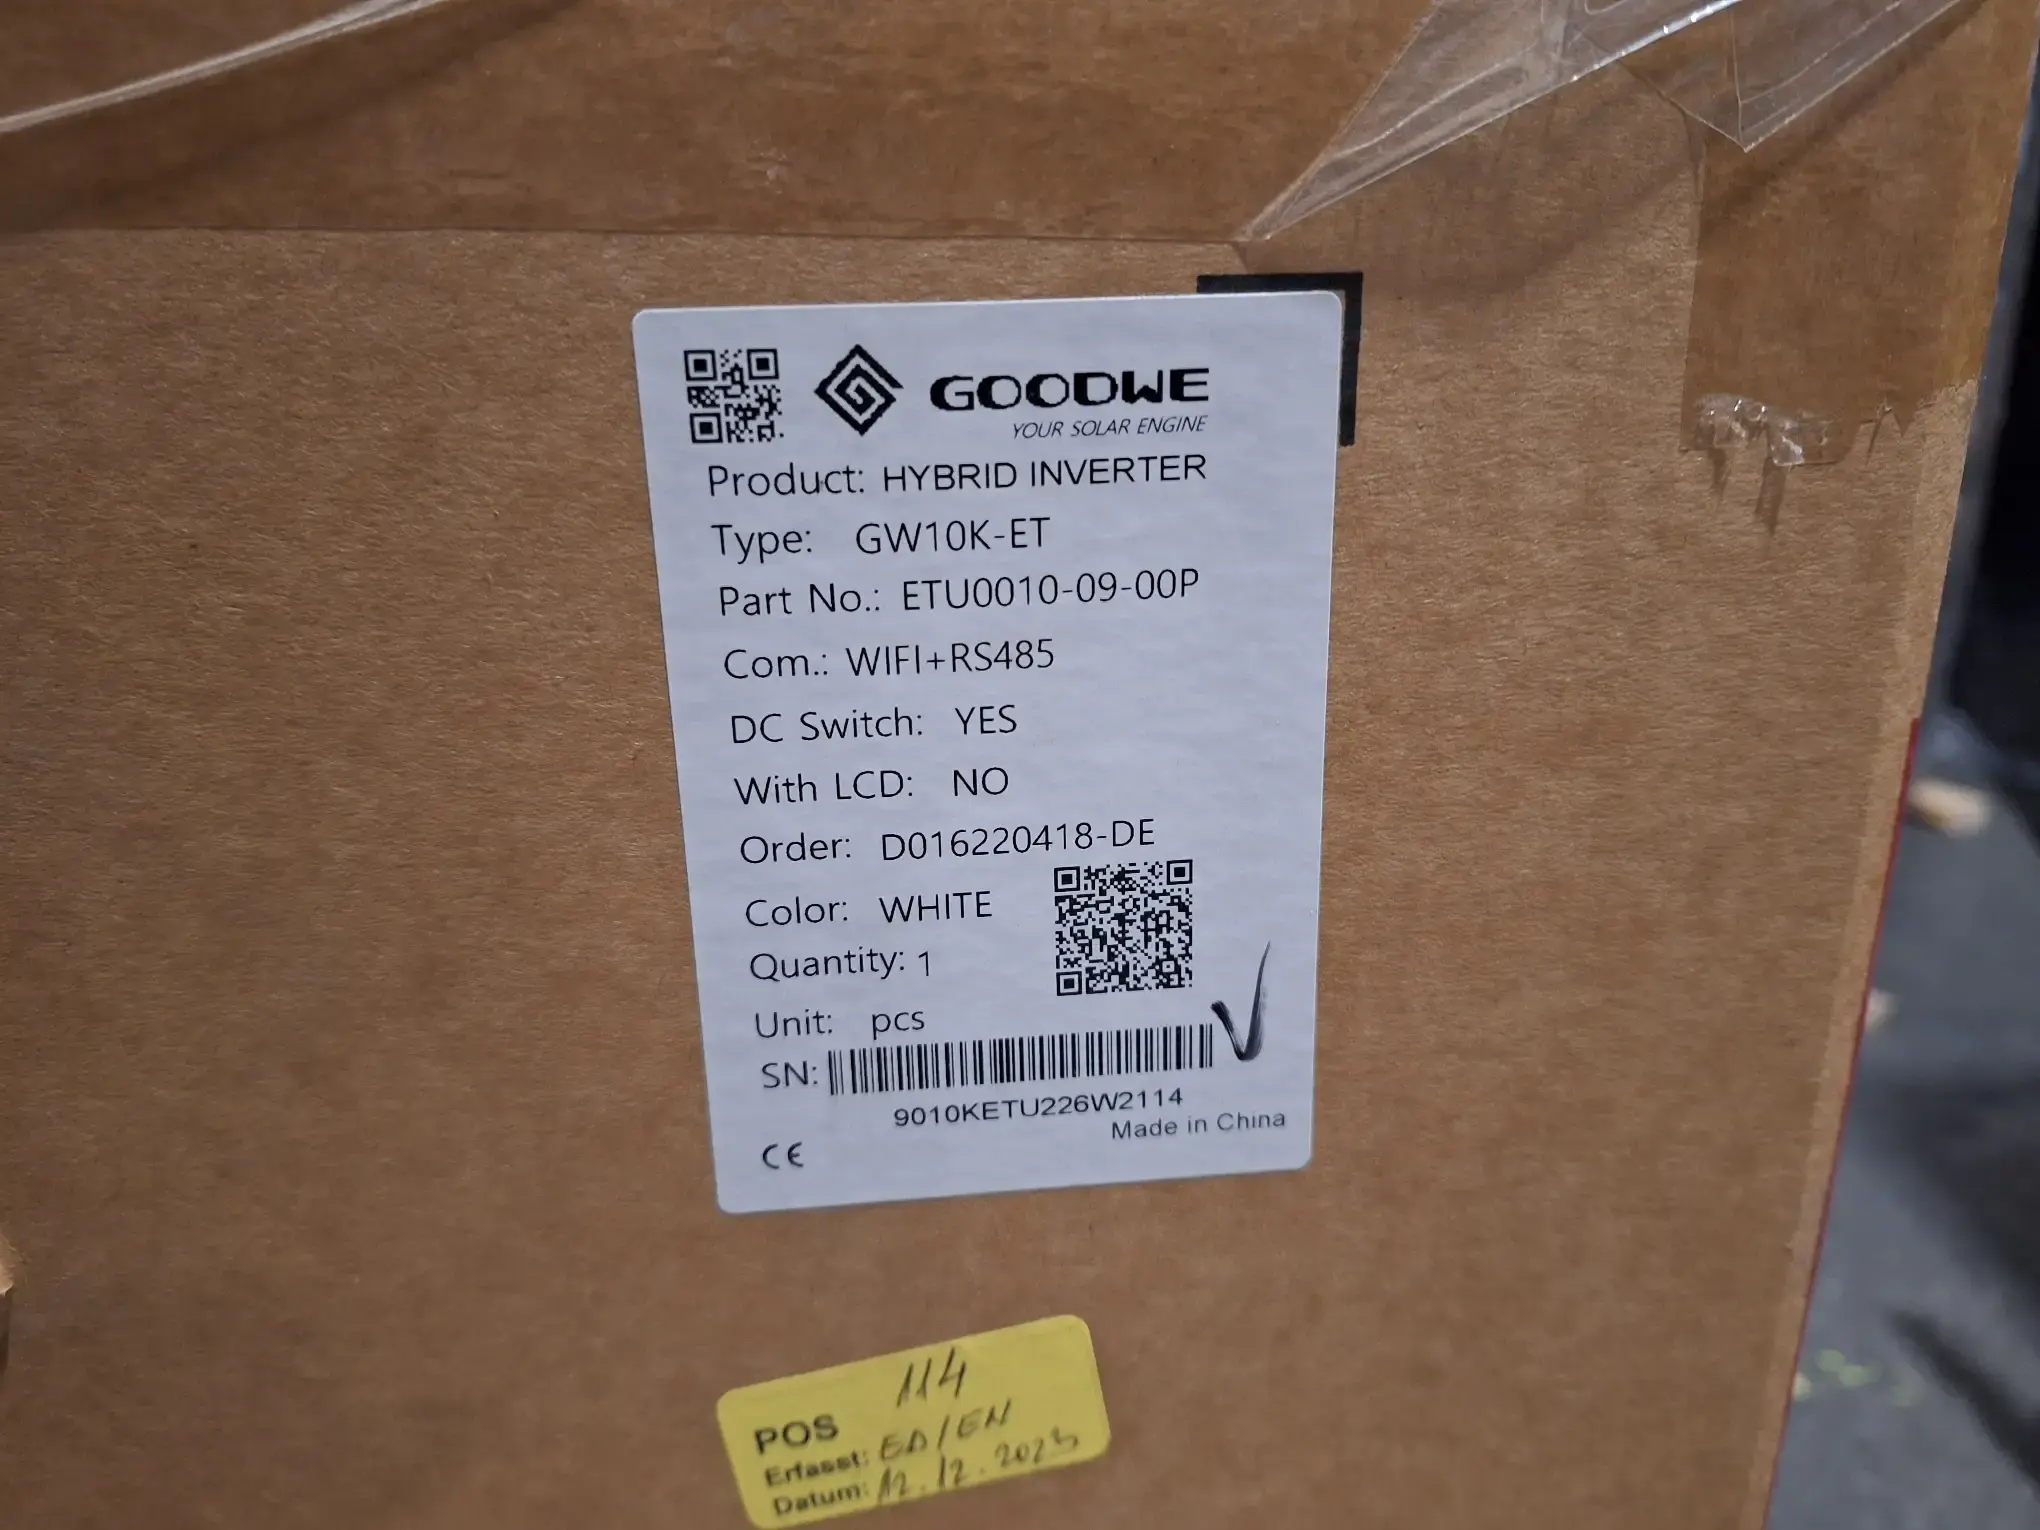 GOODWE
YOUR SOLAR ENGINE
Product: HYBRID INVERTER
Type: GW10K-ET
Part No.: ETU0010-09-00P
Com.: WIFI+RS485
DC Switch: YES
With LCD: NO
Order: D016220418-DE
Color: WHITE
Quantity: 1
Unit: pcs
SN:
9010KETU226W2114
Made in China
CE
114
POS
Erfasst: ED/EN
Datum: 12.12.2023